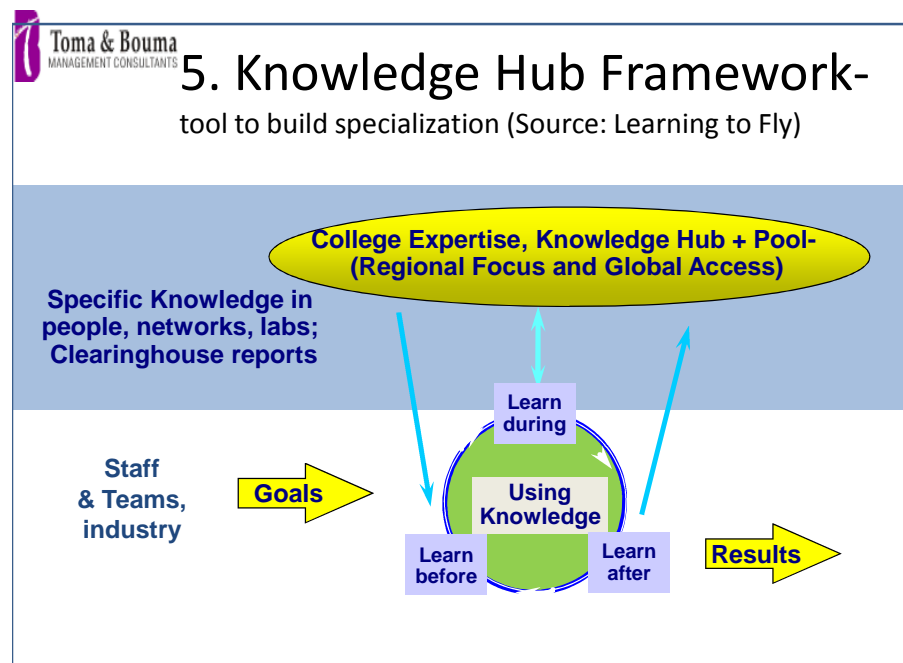 Toma & Bouma
MANAGEMENT CONSULTANTS
5. Knowledge Hub Framework-
tool to build specialization (Source: Learning to Fly)
College Expertise, Knowledge Hub + Pool-
(Regional Focus and Global Access)
Specific Knowledge in
people, networks, labs;
Clearinghouse reports
Learn
during
Staff
& Teams,
industry
Goals
Using
Knowledge
Learn
before
Learn
after
Results